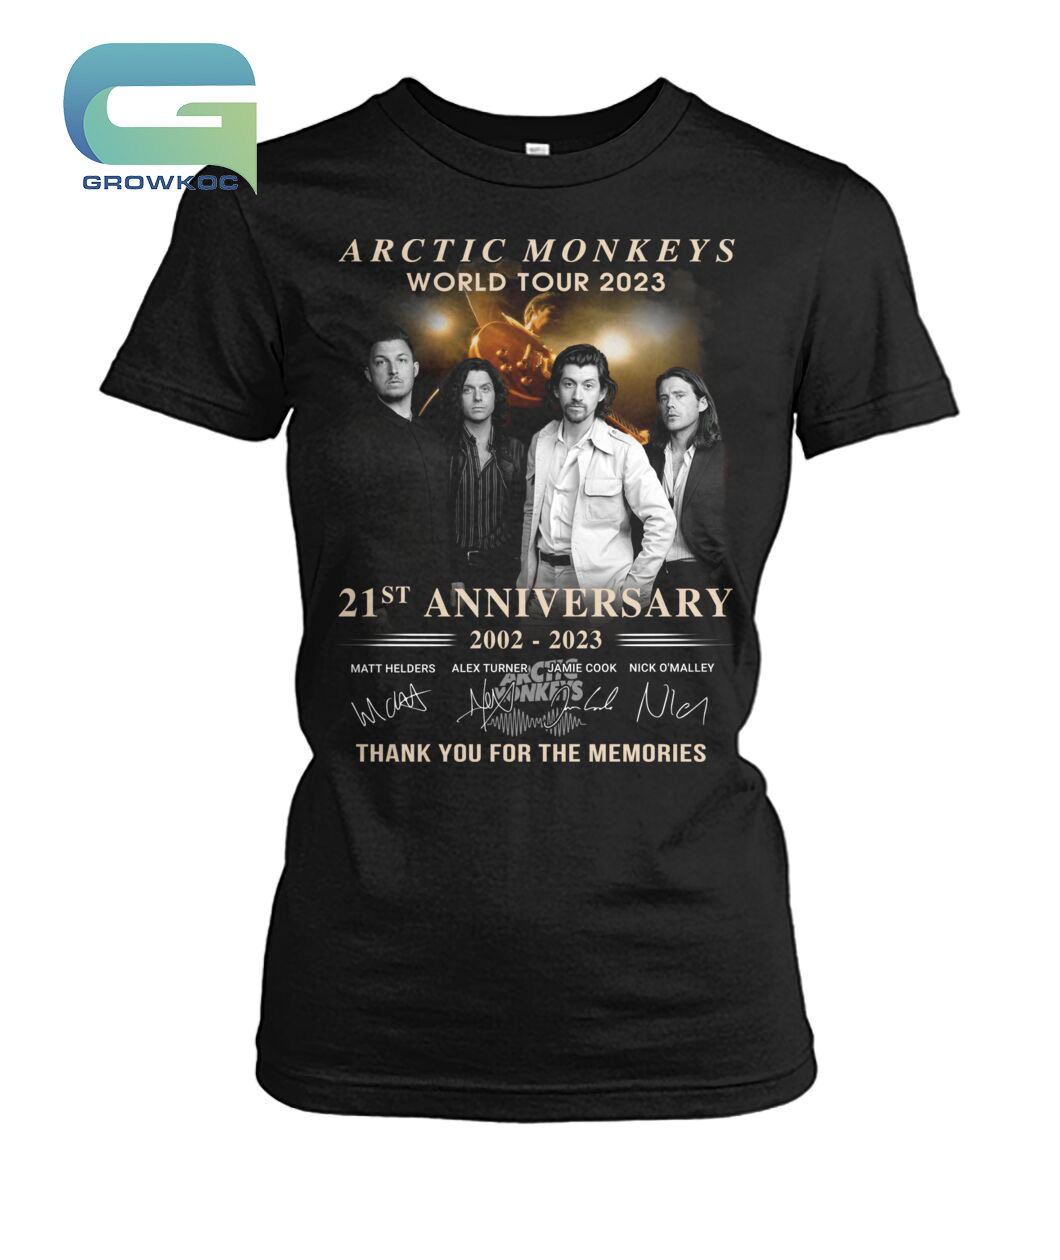 GROWKOC
ARCTIC MONKEYS
WORLD TOUR 2023
21ST ANNIVERSARY
2002 - 2023
MATT HELDERS ALEX TURNER JAMIE COOK NICK O'MALLEY
ARCTIC
MONKEYS
THANK YOU FOR THE MEMORIES